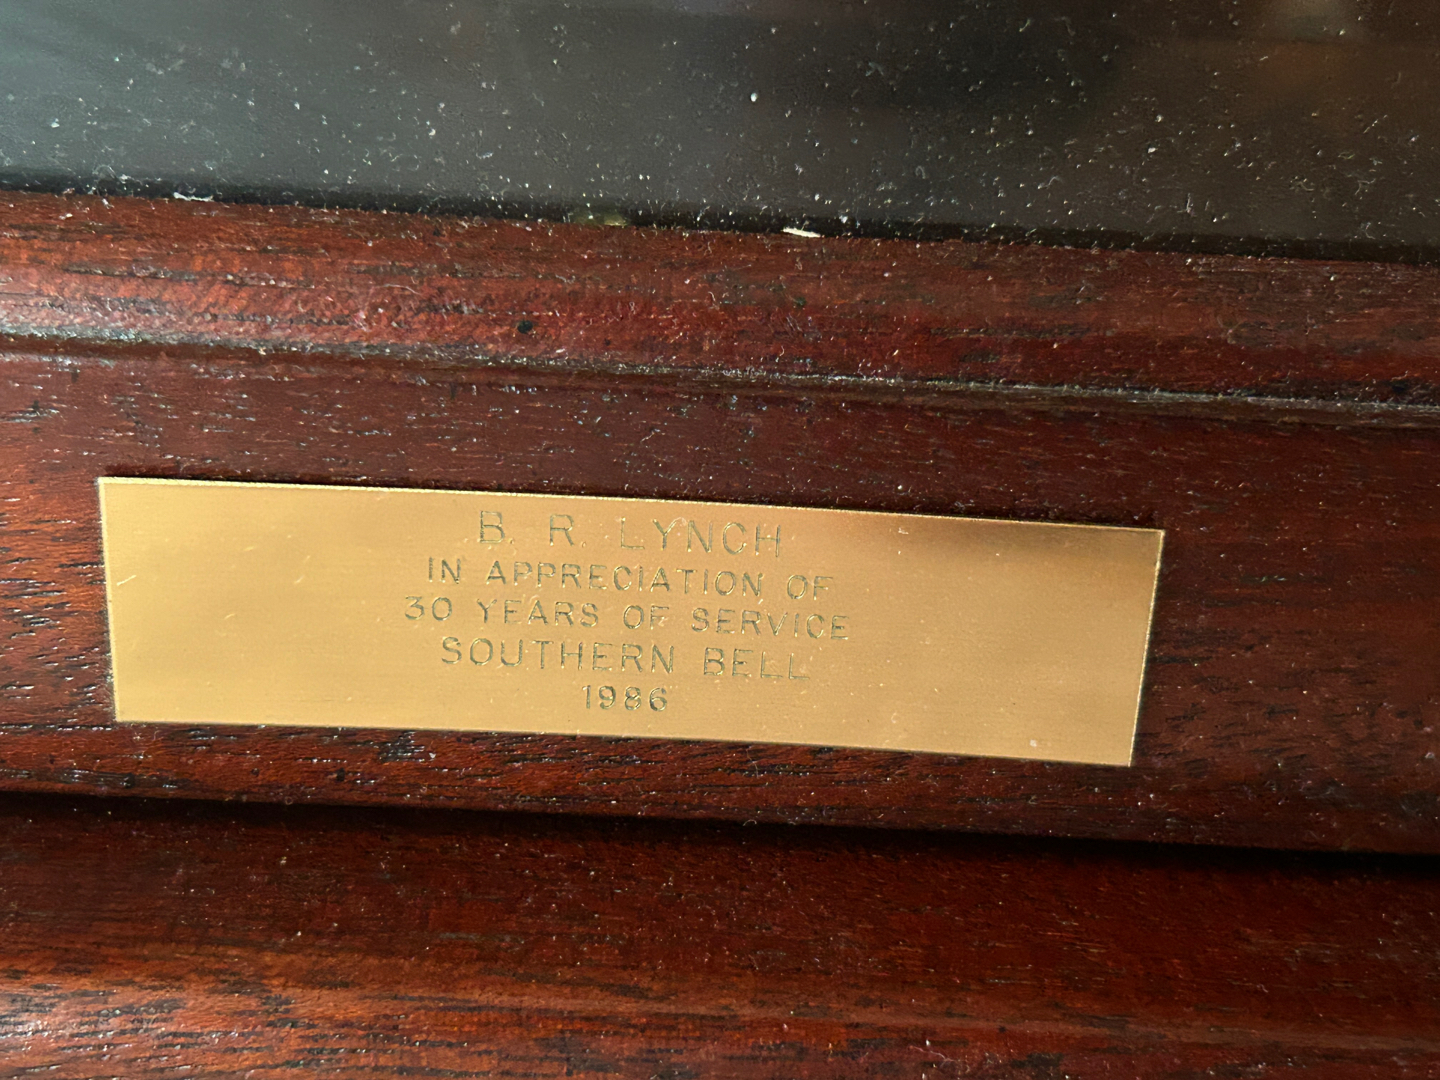 B. R. LYNCH
IN APPRECIATION OF
30 YEARS OF SERVICE
SOUTHERN BELL
1986